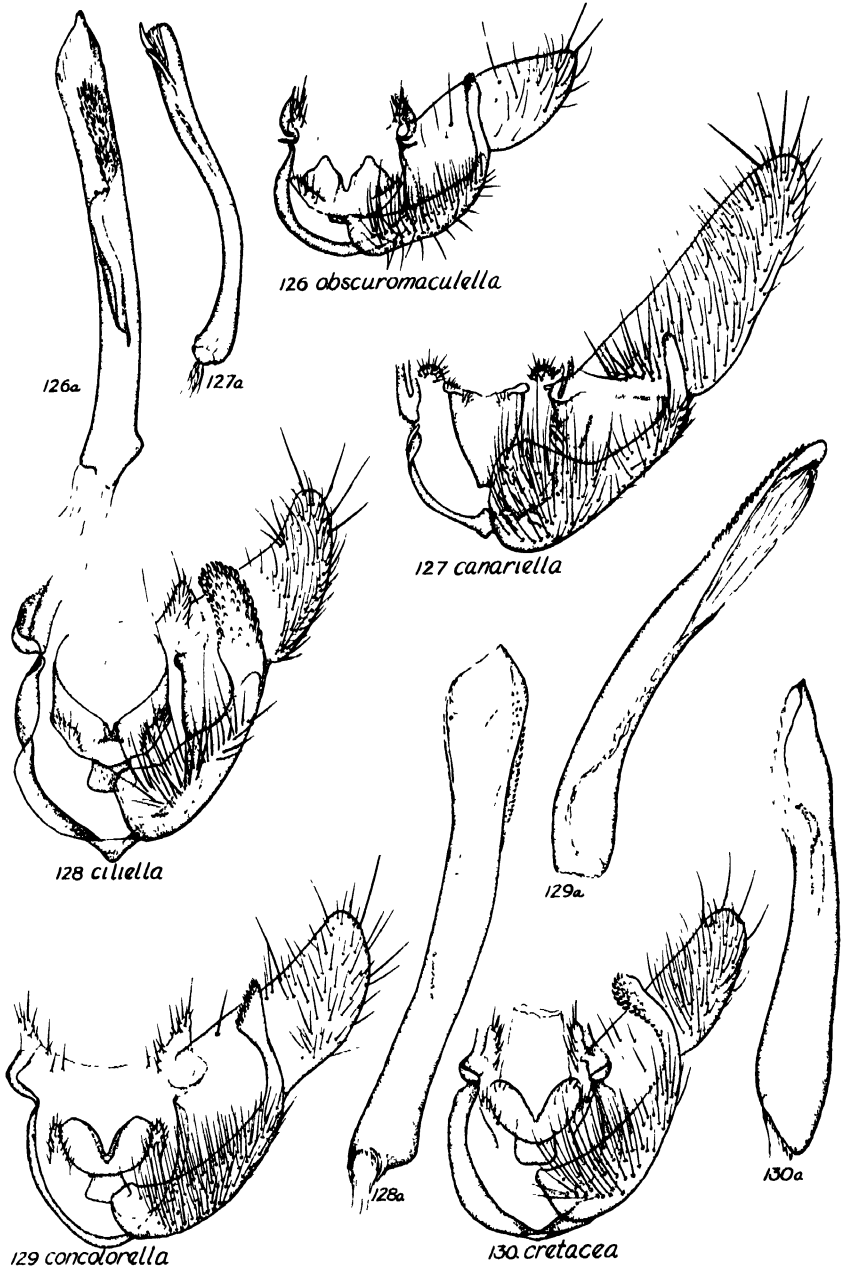 126 obscuromaculella
126a
127a
127 canariella
128 ciliella
129a
128a
130a
129 concolorella
130. cretacea